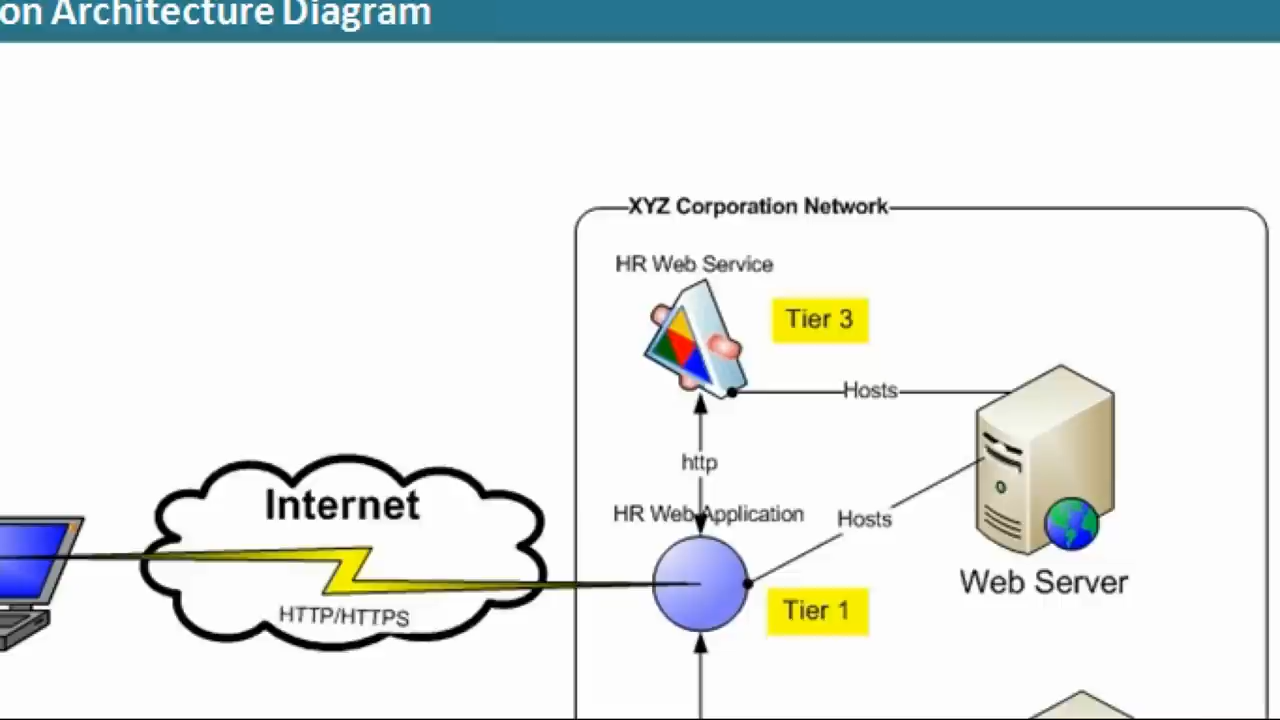 on Architecture Diagram
XYZ Corporation Network
HR Web Service
Tier 3
Hosts
http
Internet
HR Web Application
Hosts
Web Server
HTTP/HTTPS
Tier 1